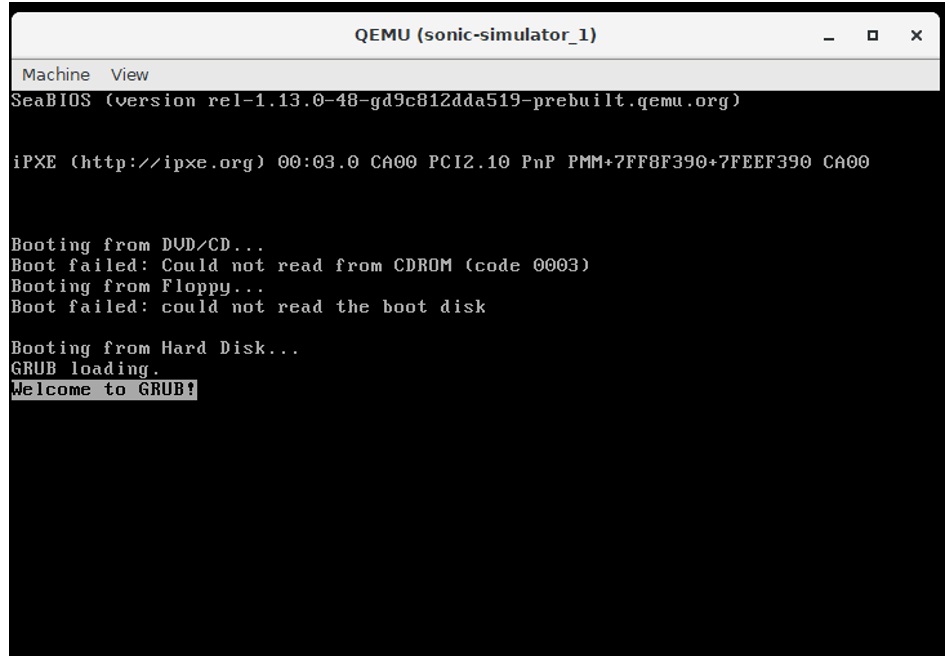 QEMU (sonic-simulator_1)
Machine View
SeaBIOS (version rel-1.13.0-48-gd9c812dda519-prebuilt.qemu.org)
iPXE (http://ipxe.org) 00:03.0 CA00 PCI2.10 PnP PMM+7FF8F390+7FEEF390 CA00
Booting from DVD/CD...
Boot failed: Could not read from CDROM (code 0003)
Booting from Floppy...
Boot failed: could not read the boot disk
Booting from Hard Disk...
GRUB loading.
Welcome to GRUB!